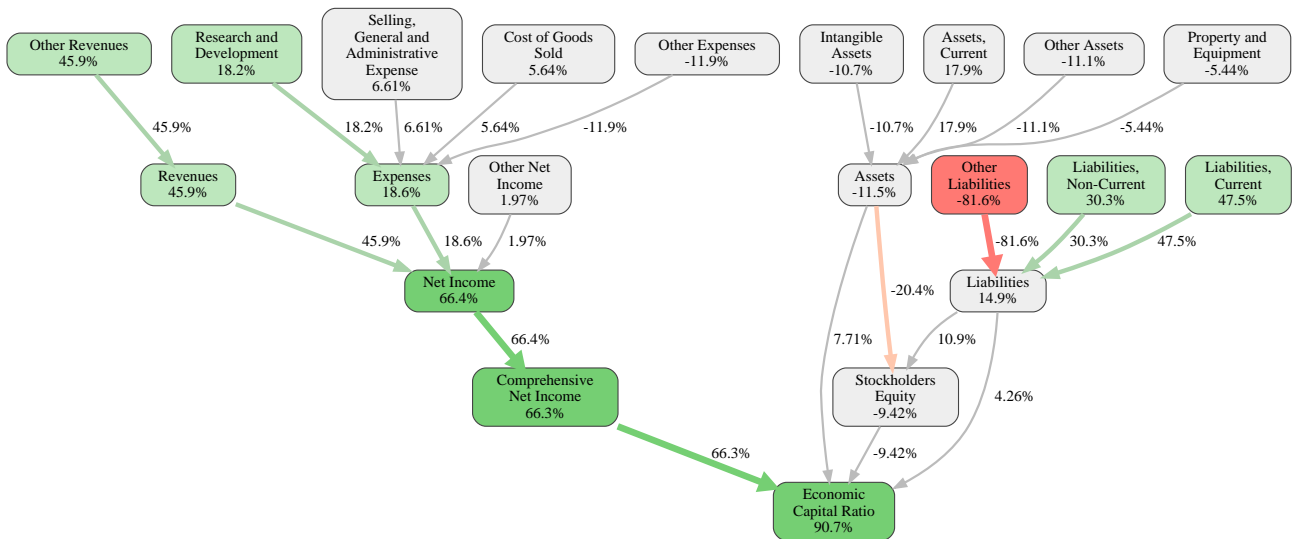 Other Revenues
45.9%
Research and
Development
18.2%
Selling,
General and
Administrative
Expense
6.61%
Cost of Goods
Sold
5.64%
Other Expenses
-11.9%
Intangible
Assets
-10.7%
Assets,
Current
17.9%
Other Assets
-11.1%
Property and
Equipment
-5.44%
45.9%
18.2%
6.61%
5.64%
-11.9%
-10.7%
17.9%
-11.1%
-5.44%
Revenues
45.9%
Expenses
18.6%
Other Net
Income
1.97%
Assets
-11.5%
Other
Liabilities
-81.6%
Liabilities,
Non-Current
30.3%
Liabilities,
Current
47.5%
45.9%
18.6%
1.97%
-81.6%
30.3%
47.5%
Net Income
66.4%
-20.4%
Liabilities
14.9%
66.4%
7.71%
10.9%
Comprehensive
Net Income
66.3%
Stockholders
Equity
-9.42%
4.26%
66.3%
-9.42%
Economic
Capital Ratio
90.7%